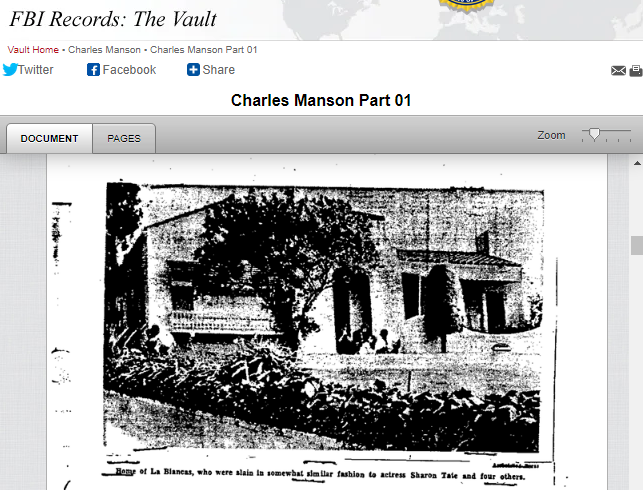 FBI Records: The Vault
Vault Home • Charles Manson • Charles Manson Part 01
Twitter Facebook Share
Charles Manson Part 01
DOCUMENT PAGES Zoom
Home of La Biancas, who were slain in somewhat similar fashion to actress Sharon Tate and four others.